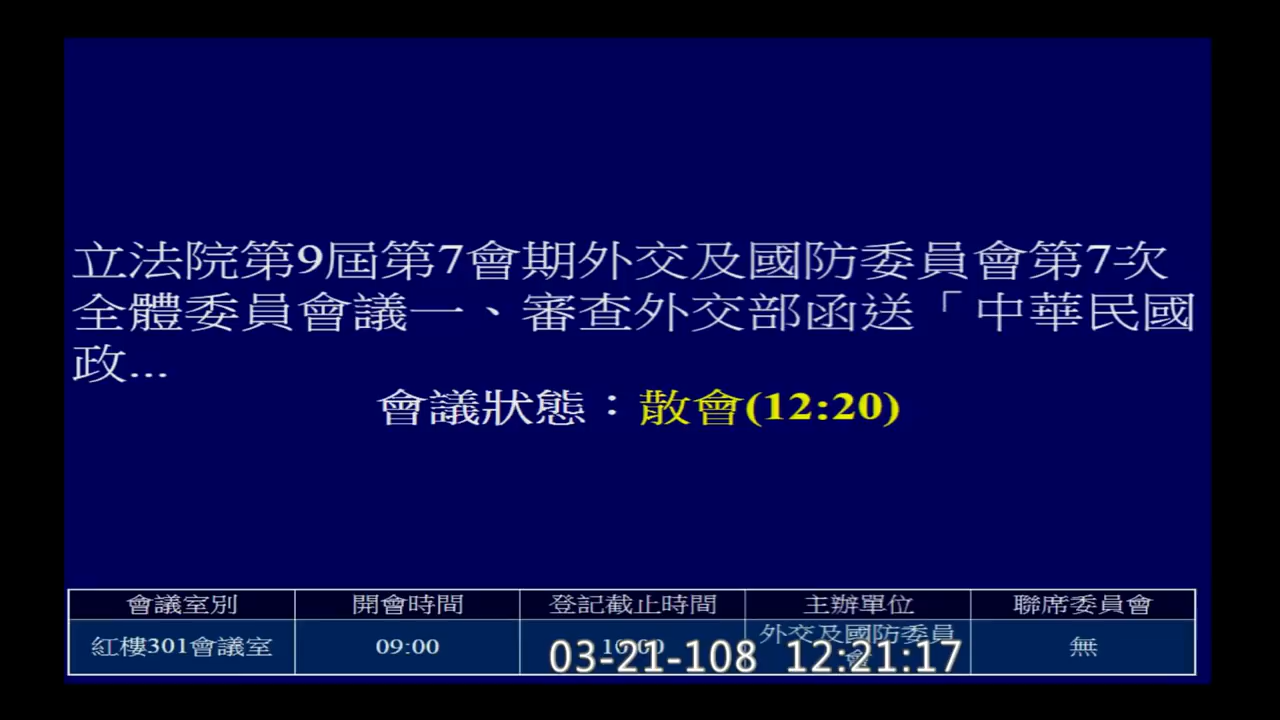 立法院第9屆第7會期外交及國防委員會第7次
全體委員會議一、審查外交部函送「中華民國
政...
會議狀態：散會(12:20)
會議室別 開會時間 登記截止時間 主辦單位 聯席委員會
紅樓301會議室 09:00 外交及國防委員會 無
03-21-108 12:21:17